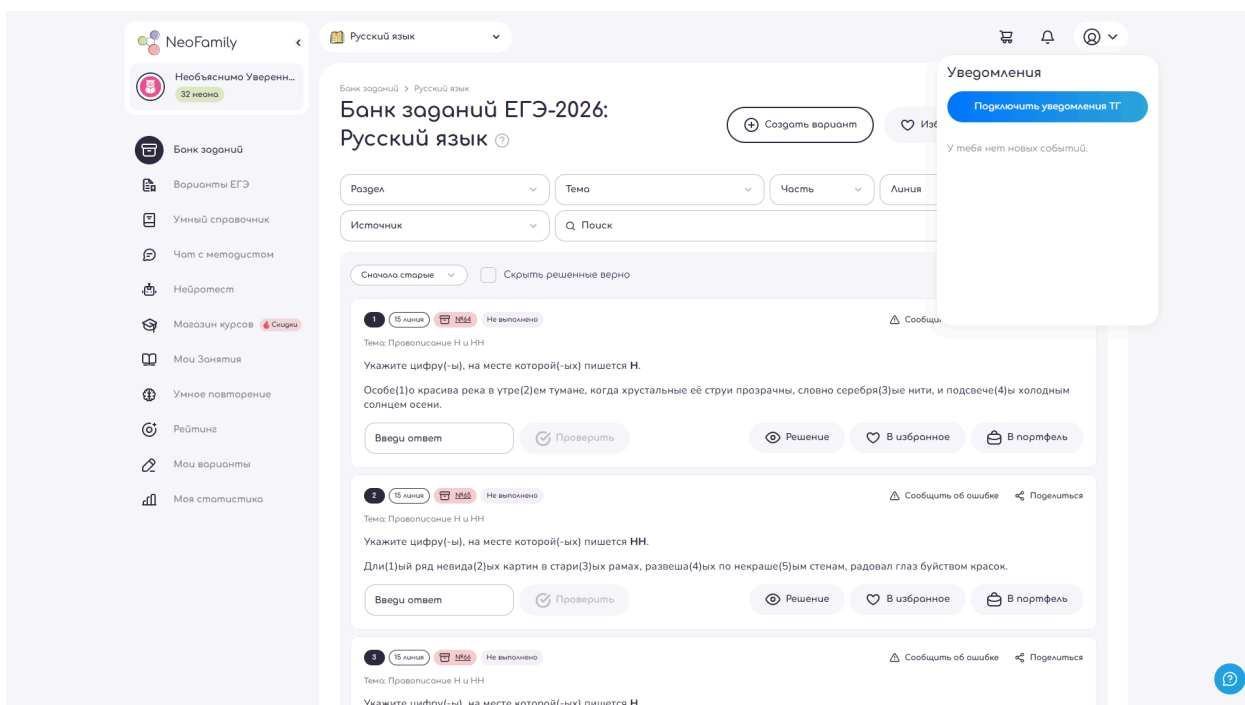 NeoFamily
Русский язык
Необъяснимо Уверенн...
32 неона
Банк заданий
Варианты ЕГЭ
Умный справочник
Чат с методистом
Нейротест
Магазин курсов Скидки
Мои Занятия
Умное повторение
Рейтинг
Мои варианты
Моя статистика
Банк заданий > Русский язык
Банк заданий ЕГЭ-2026:
Русский язык
Создать вариант
Уведомления
Подключить уведомления ТГ
У тебя нет новых событий.
Раздел Тема Часть Линия
Источник Поиск
Сначала старые Скрыть решенные верно
1 15 линия №64 Не выполнено
Тема: Правописание Н и НН
Укажите цифру(-ы), на месте которой(-ых) пишется Н.
Особе(1)о красива река в утре(2)ем тумане, когда хрустальные её струи прозрачны, словно серебря(3)ые нити, и подсвече(4)ы холодным
солнцем осени.
Введи ответ Проверить Решение В избранное В портфель
2 15 линия №65 Не выполнено Сообщить об ошибке Поделиться
Тема: Правописание Н и НН
Укажите цифру(-ы), на месте которой(-ых) пишется НН.
Дли(1)ый ряд невида(2)ых картин в стари(3)ых рамах, развеша(4)ых по некраше(5)ым стенам, радовал глаз буйством красок.
Введи ответ Проверить Решение В избранное В портфель
3 15 линия №66 Не выполнено Сообщить об ошибке Поделиться
Тема: Правописание Н и НН
Укажите цифру(-ы), на месте которой(-ых) пишется Н.